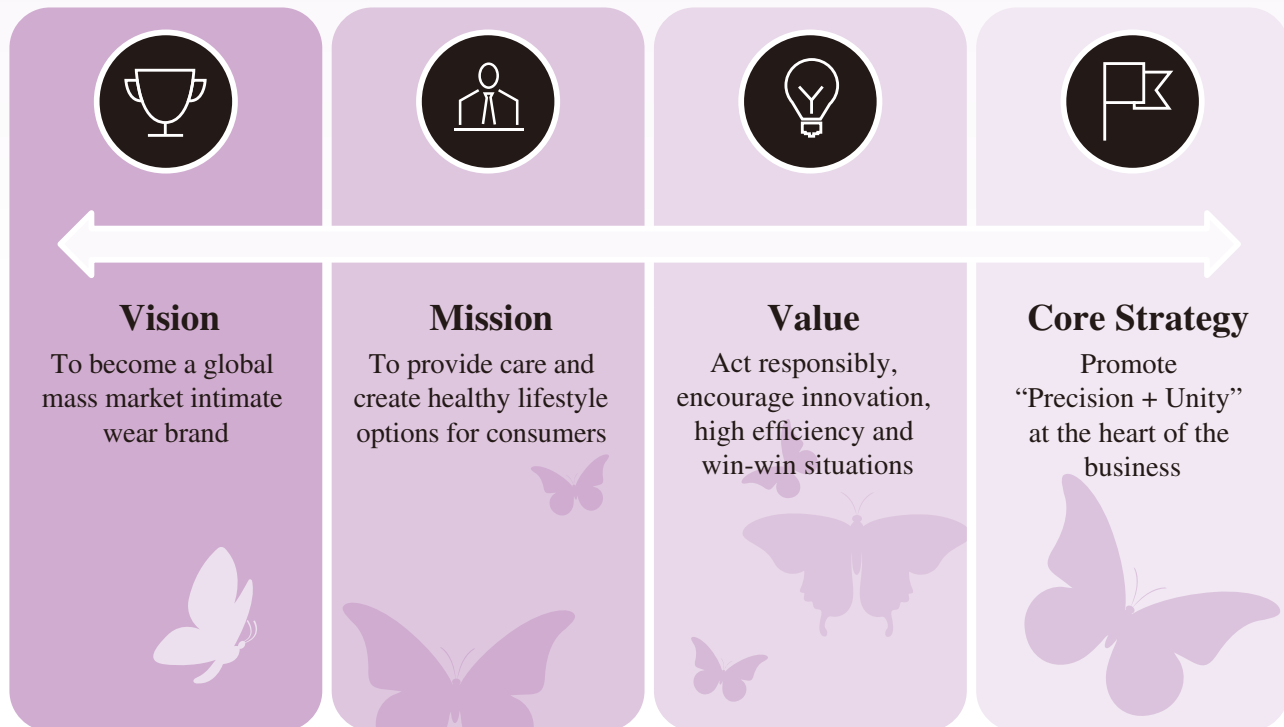 Vision
To become a global
mass market intimate
wear brand
Mission
To provide care and
create healthy lifestyle
options for consumers
Value
Act responsibly,
encourage innovation,
high efficiency and
win-win situations
Core Strategy
Promote
“Precision + Unity”
at the heart of the
business